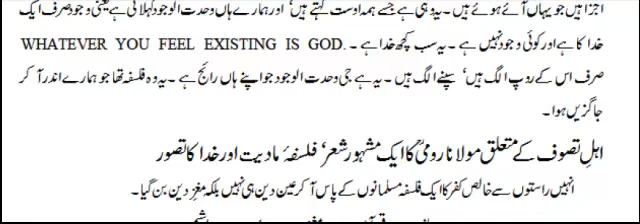 اجزا ہیں جو یہاں آئے ہوئے ہیں۔ یہ وہی ہے جسے ہمہ اوست کہتے ہیں، اور ہمارے ہاں وحدت الوجود کہلاتی ہے یعنی وجود صرف ایک
خدا کا ہے اور کوئی وجود نہیں ہے۔ یہ سب کچھ خدا ہے۔ WHATEVER YOU FEEL EXISTING IS GOD.
صرف اس کے روپ الگ ہیں، سپنے الگ ہیں۔ یہ ہے جی وحدت الوجود جو اپنے ہاں رائج ہے۔ یہ وہ فلسفہ تھا جو ہمارے اندر آ کر
جاگزیں ہوا۔
اہلِ تصوف کے متعلق مولانا رومیؒ کا ایک مشہور شعر، فلسفۂ مادیت اور خدا کا تصور
انہیں راستوں سے خالص کفر کا ایک فلسفہ مسلمانوں کے پاس آ کر عین دین ہی نہیں بلکہ مغزِ دین بن گیا۔